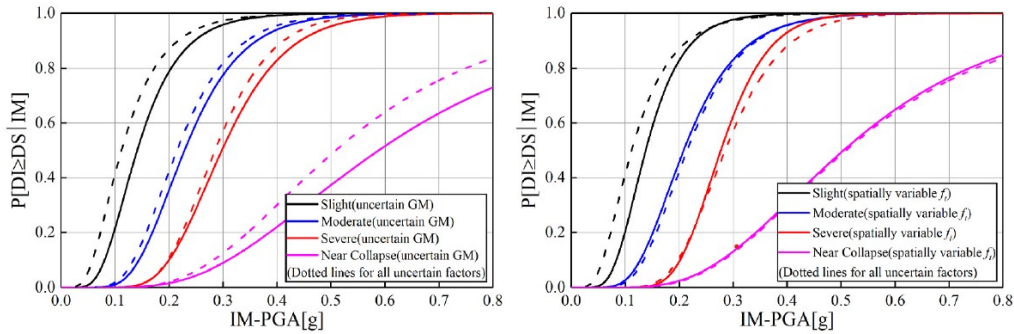 P[DI≥DS|IM]
1.0
0.8
0.6
0.4
0.2
0.0
Slight(uncertain GM)
Moderate(uncertain GM)
Severe(uncertain GM)
Near Collapse(uncertain GM)
(Dotted lines for all uncertain factors)
0.0 0.1 0.2 0.3 0.4 0.5 0.6 0.7 0.8
IM-PGA[g]
P[DI≥DS|IM]
1.0
0.8
0.6
0.4
0.2
0.0
Slight(spatially variable fₜ)
Moderate(spatially variable fₜ)
Severe(spatially variable fₜ)
Near Collapse(spatially variable fₜ)
(Dotted lines for all uncertain factors)
0.0 0.1 0.2 0.3 0.4 0.5 0.6 0.7 0.8
IM-PGA[g]